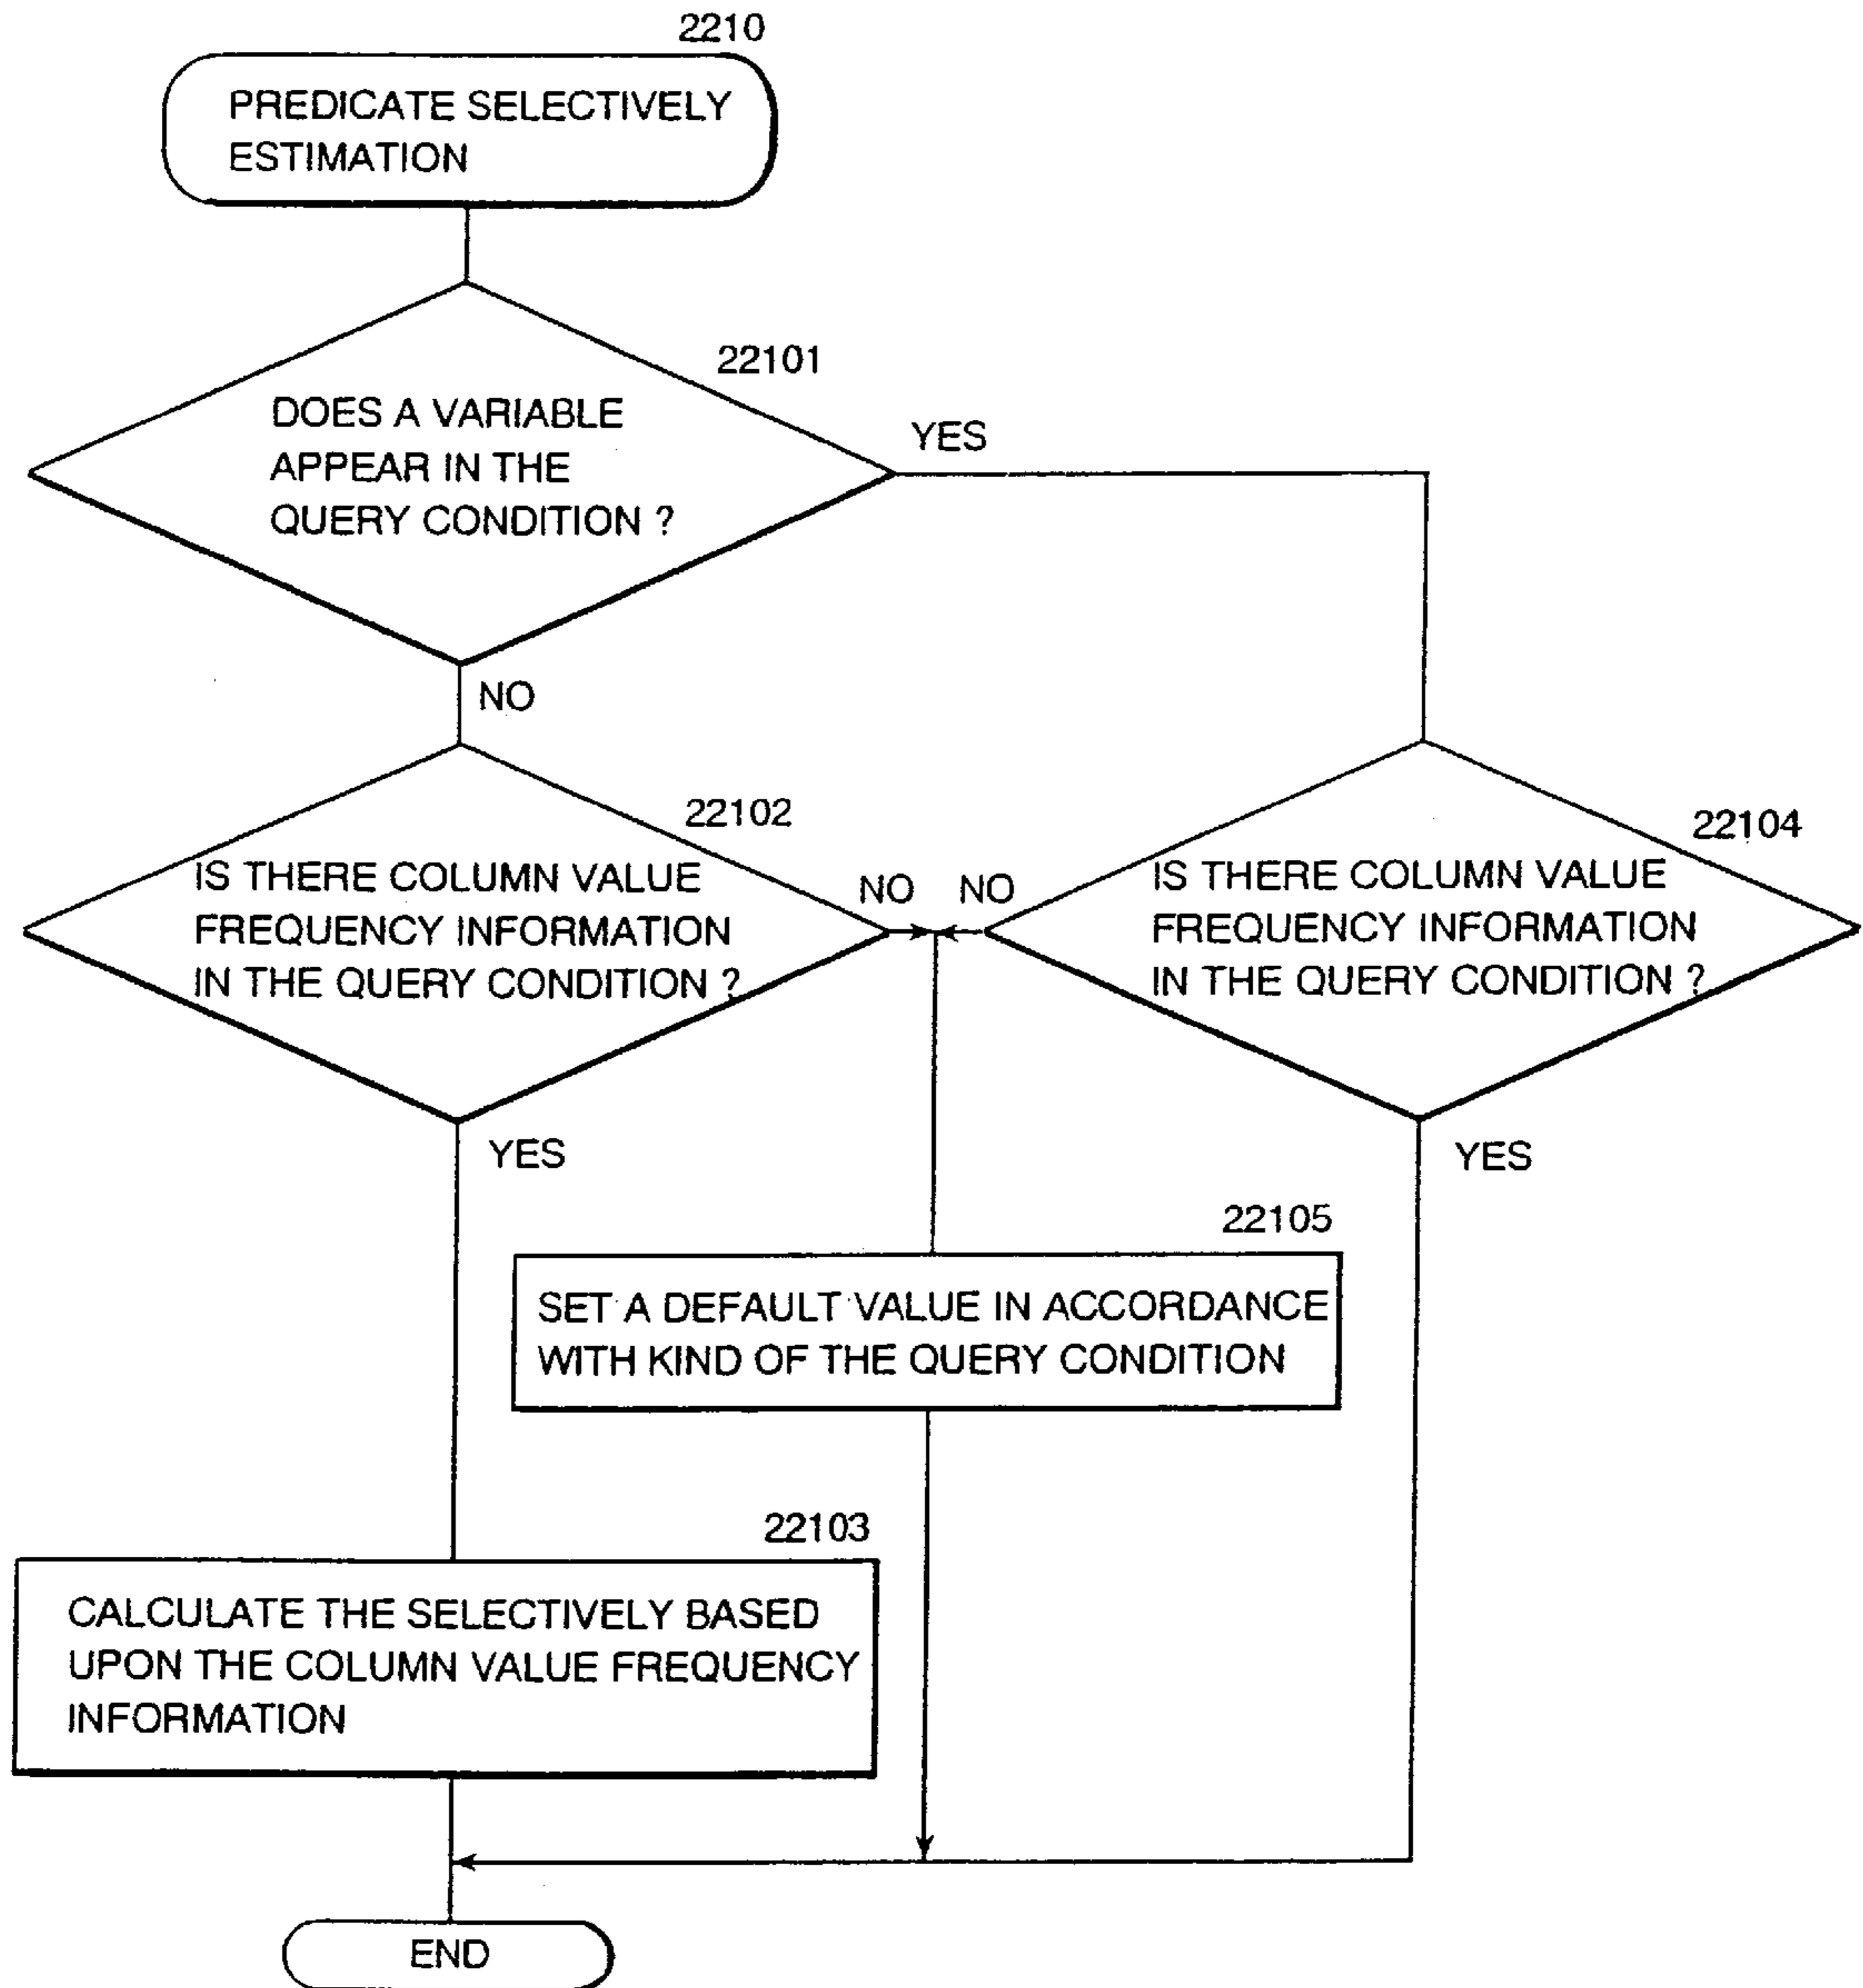 2210
PREDICATE SELECTIVELY
ESTIMATION
22101
DOES A VARIABLE
APPEAR IN THE
QUERY CONDITION ?
YES
NO
22102
IS THERE COLUMN VALUE
FREQUENCY INFORMATION
IN THE QUERY CONDITION ?
NO
NO
22104
IS THERE COLUMN VALUE
FREQUENCY INFORMATION
IN THE QUERY CONDITION ?
YES
YES
22105
SET A DEFAULT VALUE IN ACCORDANCE
WITH KIND OF THE QUERY CONDITION
22103
CALCULATE THE SELECTIVELY BASED
UPON THE COLUMN VALUE FREQUENCY
INFORMATION
END